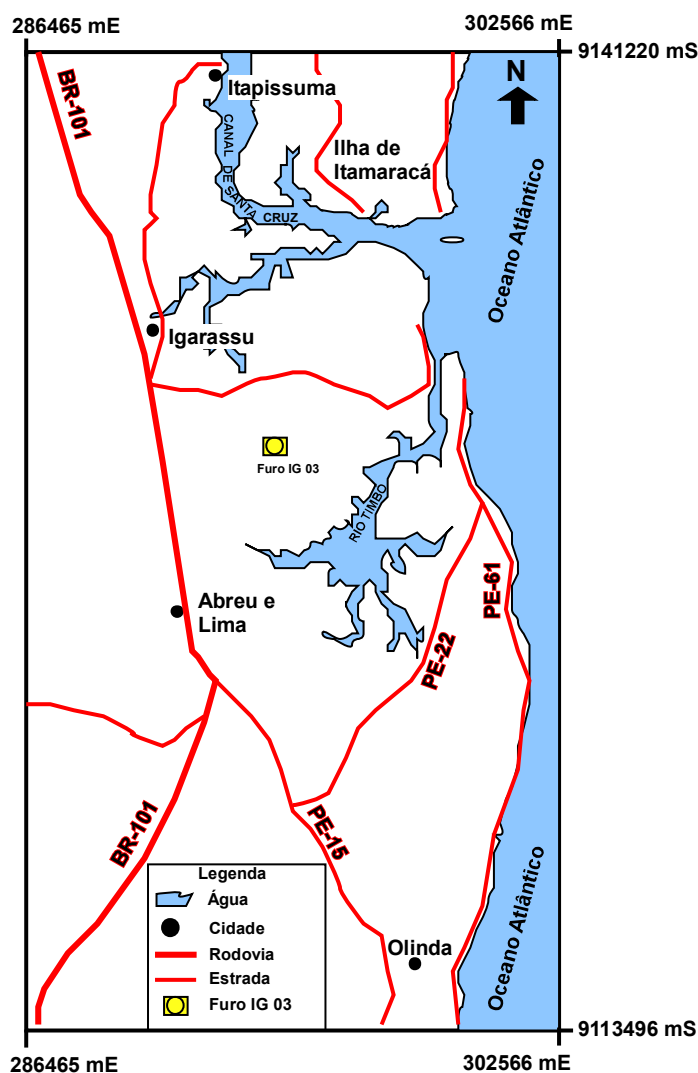 286465 mE
302566 mE
9141220 mS
BR-101
Itapissuma
N
CANAL DE SANTA CRUZ
Ilha de
Itamaracá
Oceano Atlântico
Igarassu
Furo IG 03
RIO TIMBO
Abreu e
Lima
PE-61
PE-22
BR-101
PE-15
Oceano Atlântico
Olinda
Legenda
Água
Cidade
Rodovia
Estrada
Furo IG 03
9113496 mS
286465 mE
302566 mE